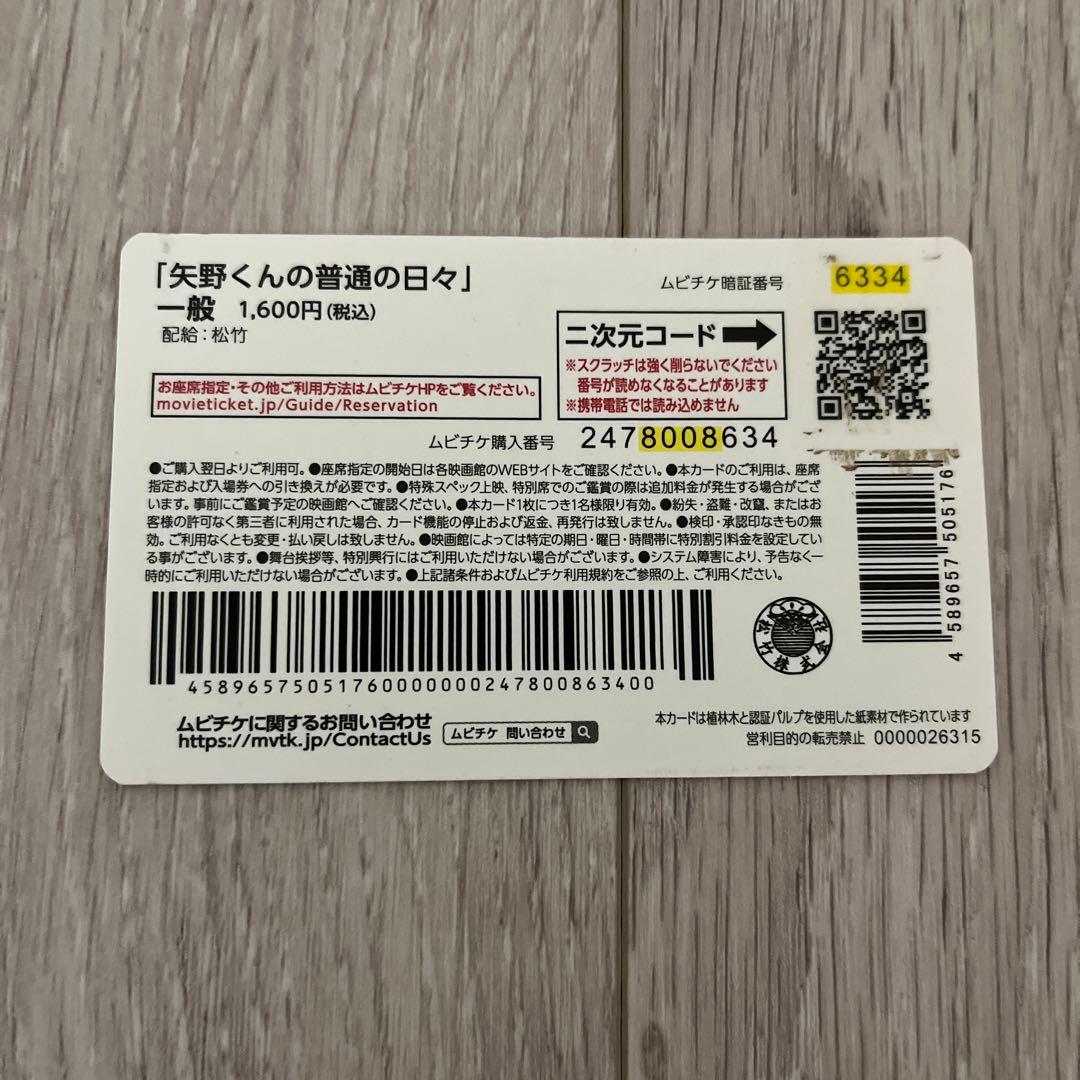 「矢野くんの普通の日々」
一般 1,600円(税込)
配給：松竹
ムビチケ暗証番号 6334
二次元コード
※スクラッチは強く削らないでください
番号が読めなくなることがあります
※携帯電話では読み込めません
お座席指定・その他ご利用方法はムビチケHPをご覧ください。
movieticket.jp/Guide/Reservation
ムビチケ購入番号 2478008634
●ご購入翌日よりご利用可。●座席指定の開始日は各映画館のWEBサイトをご確認ください。●本カードのご利用は、座席
指定および入場券への引き換えが必要です。●特殊スペック上映、特別席でのご鑑賞の際は追加料金が発生する場合がござ
います。事前にご鑑賞予定の映画館へご確認ください。●本カード1枚につき1名様限り有効。●紛失・盗難・改竄、またはお
客様の許可なく第三者に利用された場合、カード機能の停止および返金、再発行は致しません。●検印・承認印なきもの無
効。ご利用なくとも変更・払い戻しは致しません。●映画館によっては特定の期日・曜日・時間帯に特別割引料金を設定してい
る事がございます。●舞台挨拶等、特別興行にはご利用いただけない場合がございます。●システム障害により、予告なく一
時的にご利用いただけない場合がございます。●上記諸条件およびムビチケ利用規約をご参照の上、ご利用ください。
4 589657 505176
458965750517600000000247800863400
松竹株式会社
ムビチケに関するお問い合わせ
https://mvtk.jp/ContactUs
ムビチケ 問い合わせ
本カードは植林木と認証パルプを使用した紙素材で作られています
営利目的の転売禁止 0000026315